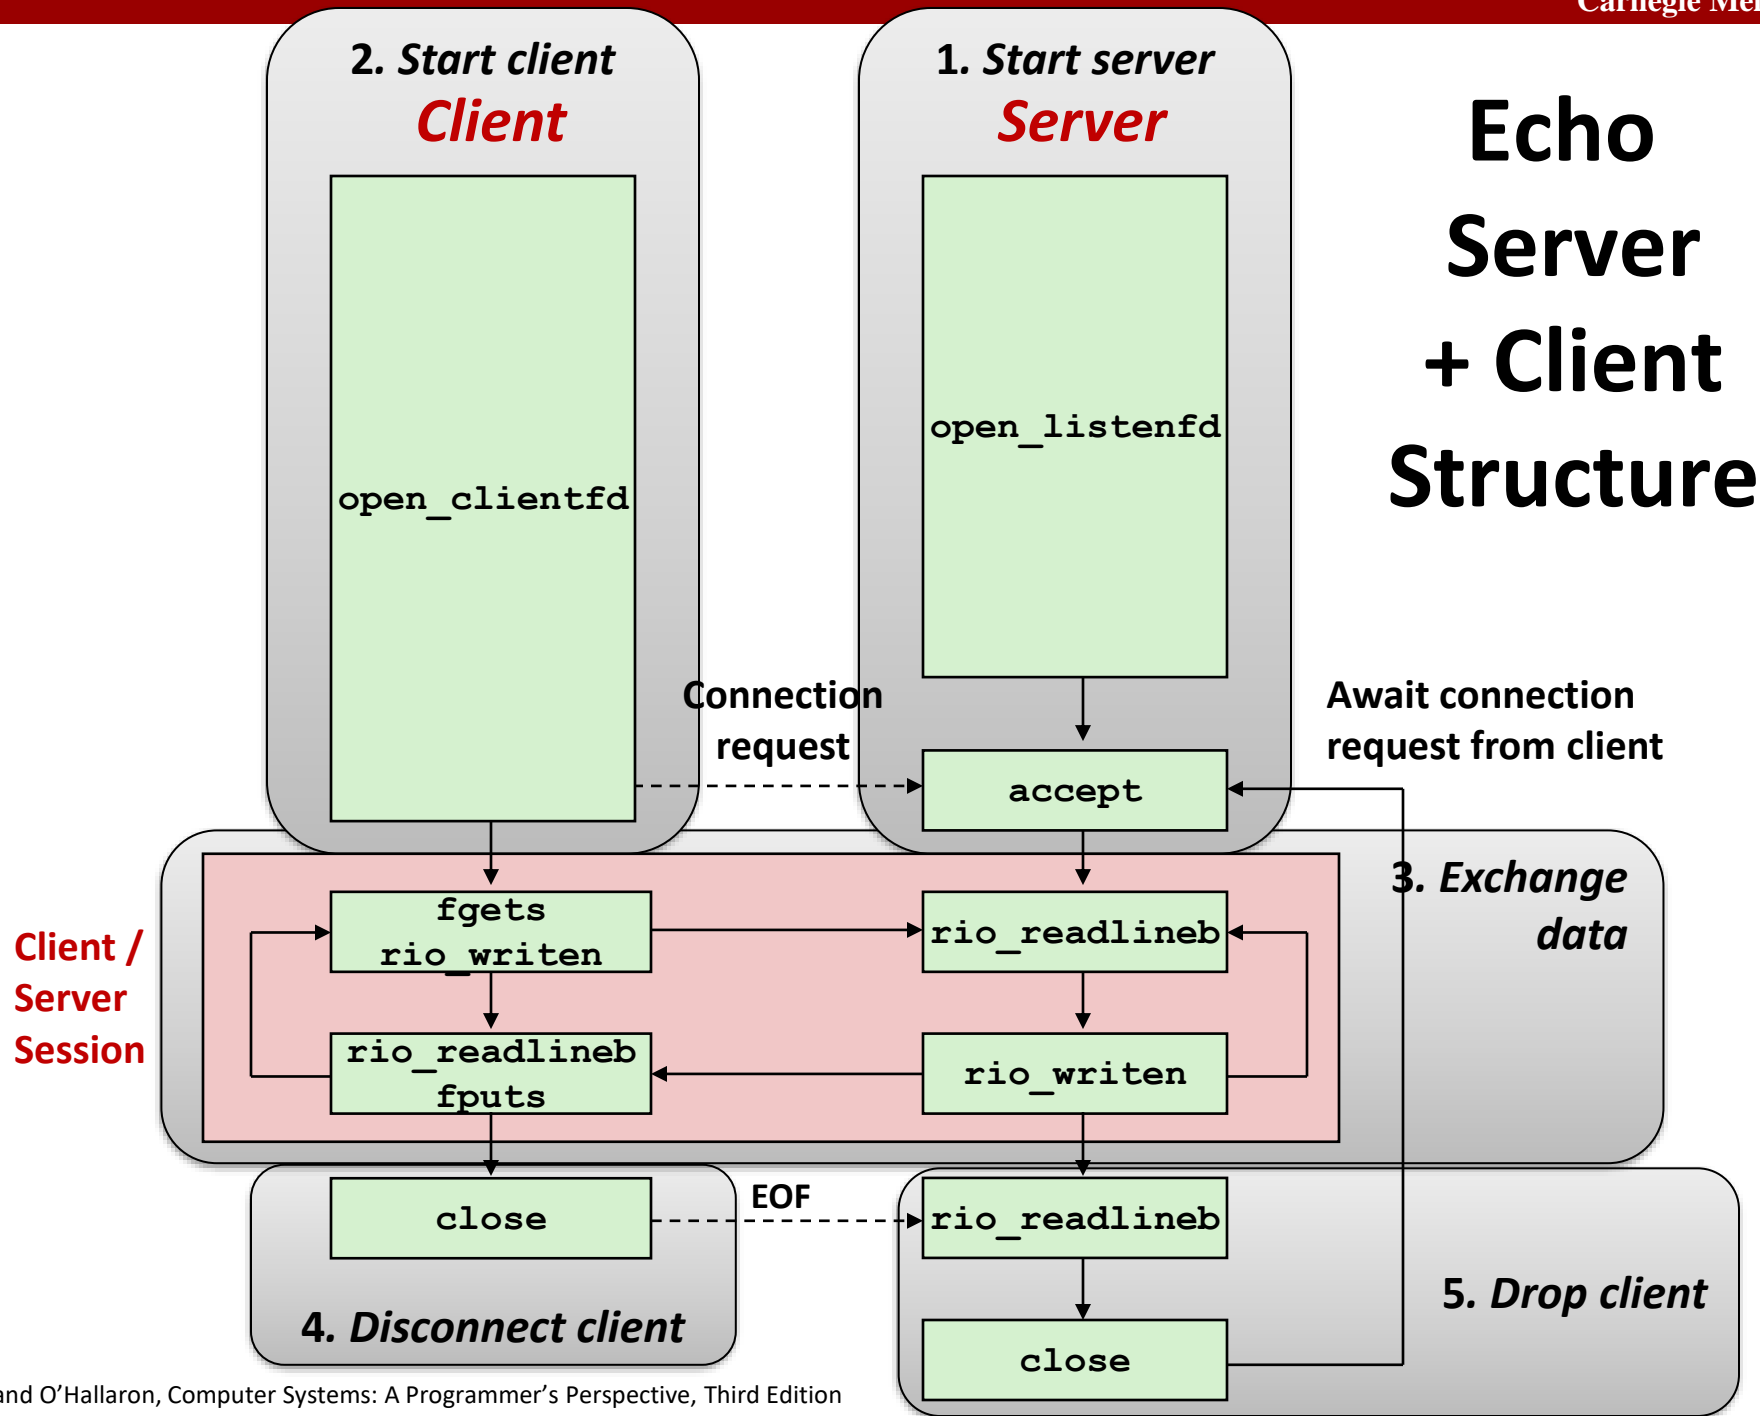 Carnegie
2. Start client
Client
1. Start server
Server
Echo
Server
+ Client
Structure
open_clientfd
open_listenfd
Connection
request
Await connection
request from client
accept
3. Exchange
data
Client /
Server
Session
fgets
rio_writen
rio_readlineb
rio_readlineb
fputs
rio_writen
close
EOF
rio_readlineb
4. Disconnect client
5. Drop client
close
and O'Hallaron, Computer Systems: A Programmer's Perspective, Third Edition